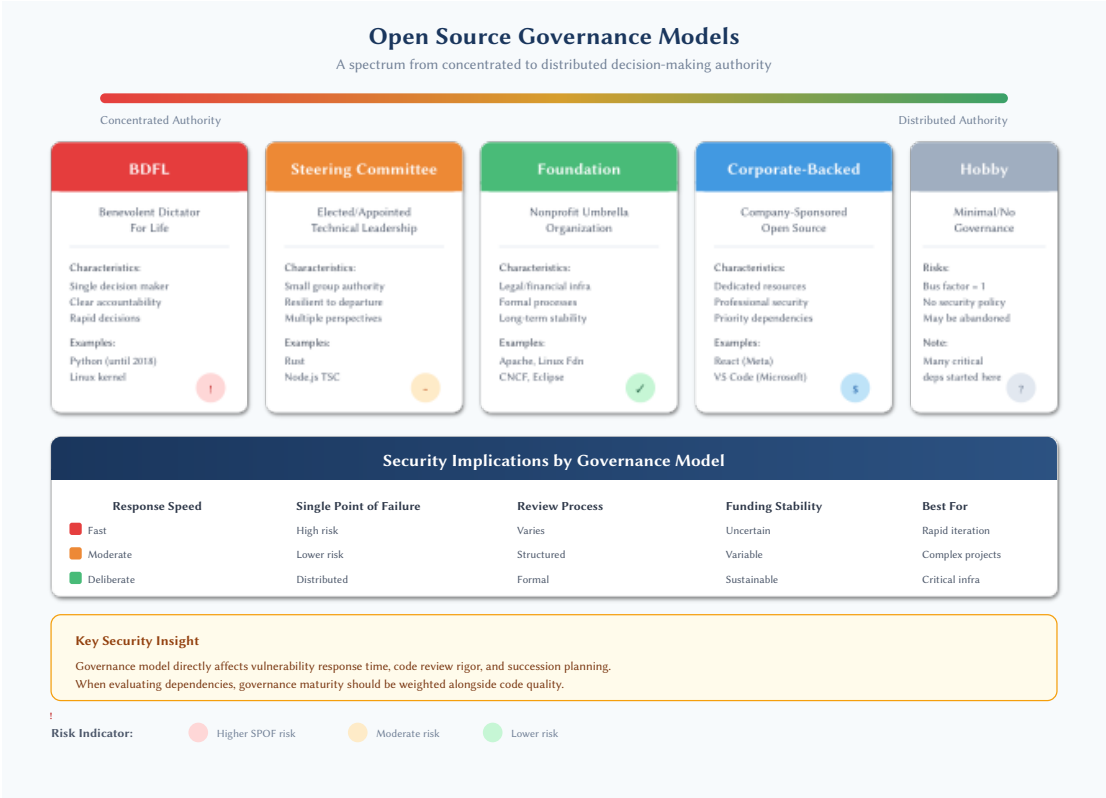 Open Source Governance Models
A spectrum from concentrated to distributed decision-making authority
Concentrated Authority
Distributed Authority
BDFL
Benevolent Dictator
For Life
Characteristics:
Single decision maker
Clear accountability
Rapid decisions
Examples:
Python (until 2018)
Linux kernel
!
Steering Committee
Elected/Appointed
Technical Leadership
Characteristics:
Small group authority
Resilient to departure
Multiple perspectives
Examples:
Rust
Node.js TSC
~
Foundation
Nonprofit Umbrella
Organization
Characteristics:
Legal/financial infra
Formal processes
Long-term stability
Examples:
Apache, Linux Fdn
CNCF, Eclipse
✓
Corporate-Backed
Company-Sponsored
Open Source
Characteristics:
Dedicated resources
Professional security
Priority dependencies
Examples:
React (Meta)
VS Code (Microsoft)
$
Hobby
Minimal/No
Governance
Risks:
Bus factor = 1
No security policy
May be abandoned
Note:
Many critical
deps started here
?
Security Implications by Governance Model
Response Speed Single Point of Failure Review Process Funding Stability Best For
Fast High risk Varies Uncertain Rapid iteration
Moderate Lower risk Structured Variable Complex projects
Deliberate Distributed Formal Sustainable Critical infra
Key Security Insight
Governance model directly affects vulnerability response time, code review rigor, and succession planning.
When evaluating dependencies, governance maturity should be weighted alongside code quality.
!
Risk Indicator: Higher SPOF risk Moderate risk Lower risk